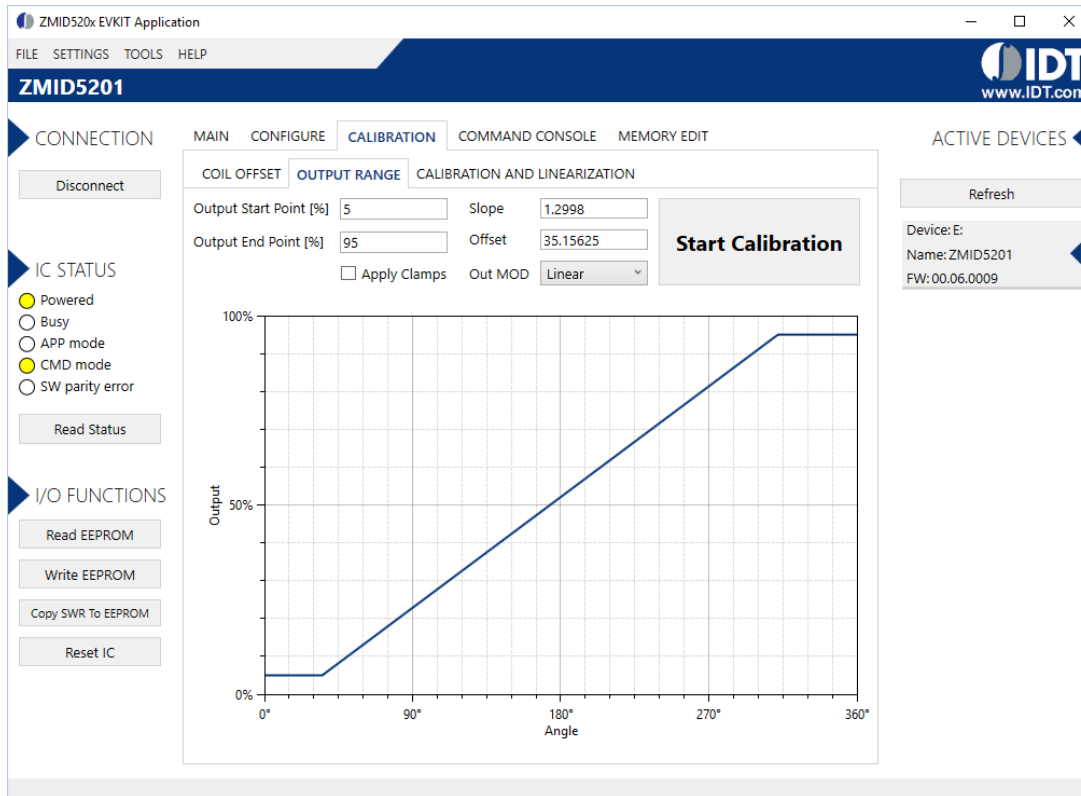 ZMID520x EVKIT Application
FILE SETTINGS TOOLS HELP
IDT
www.IDT.com
ZMID5201
CONNECTION
Disconnect
IC STATUS
Powered
Busy
APP mode
CMD mode
SW parity error
Read Status
I/O FUNCTIONS
Read EEPROM
Write EEPROM
Copy SWR To EEPROM
Reset IC
MAIN CONFIGURE CALIBRATION COMMAND CONSOLE MEMORY EDIT
COIL OFFSET OUTPUT RANGE CALIBRATION AND LINEARIZATION
Output Start Point [%] 5 Slope 1.2998
Output End Point [%] 95 Offset 35.15625
Apply Clamps Out MOD Linear
Start Calibration
100%
50%
0%
Output
0° 90° 180° 270° 360°
Angle
ACTIVE DEVICES
Refresh
Device: E:
Name: ZMID5201
FW: 00.06.0009